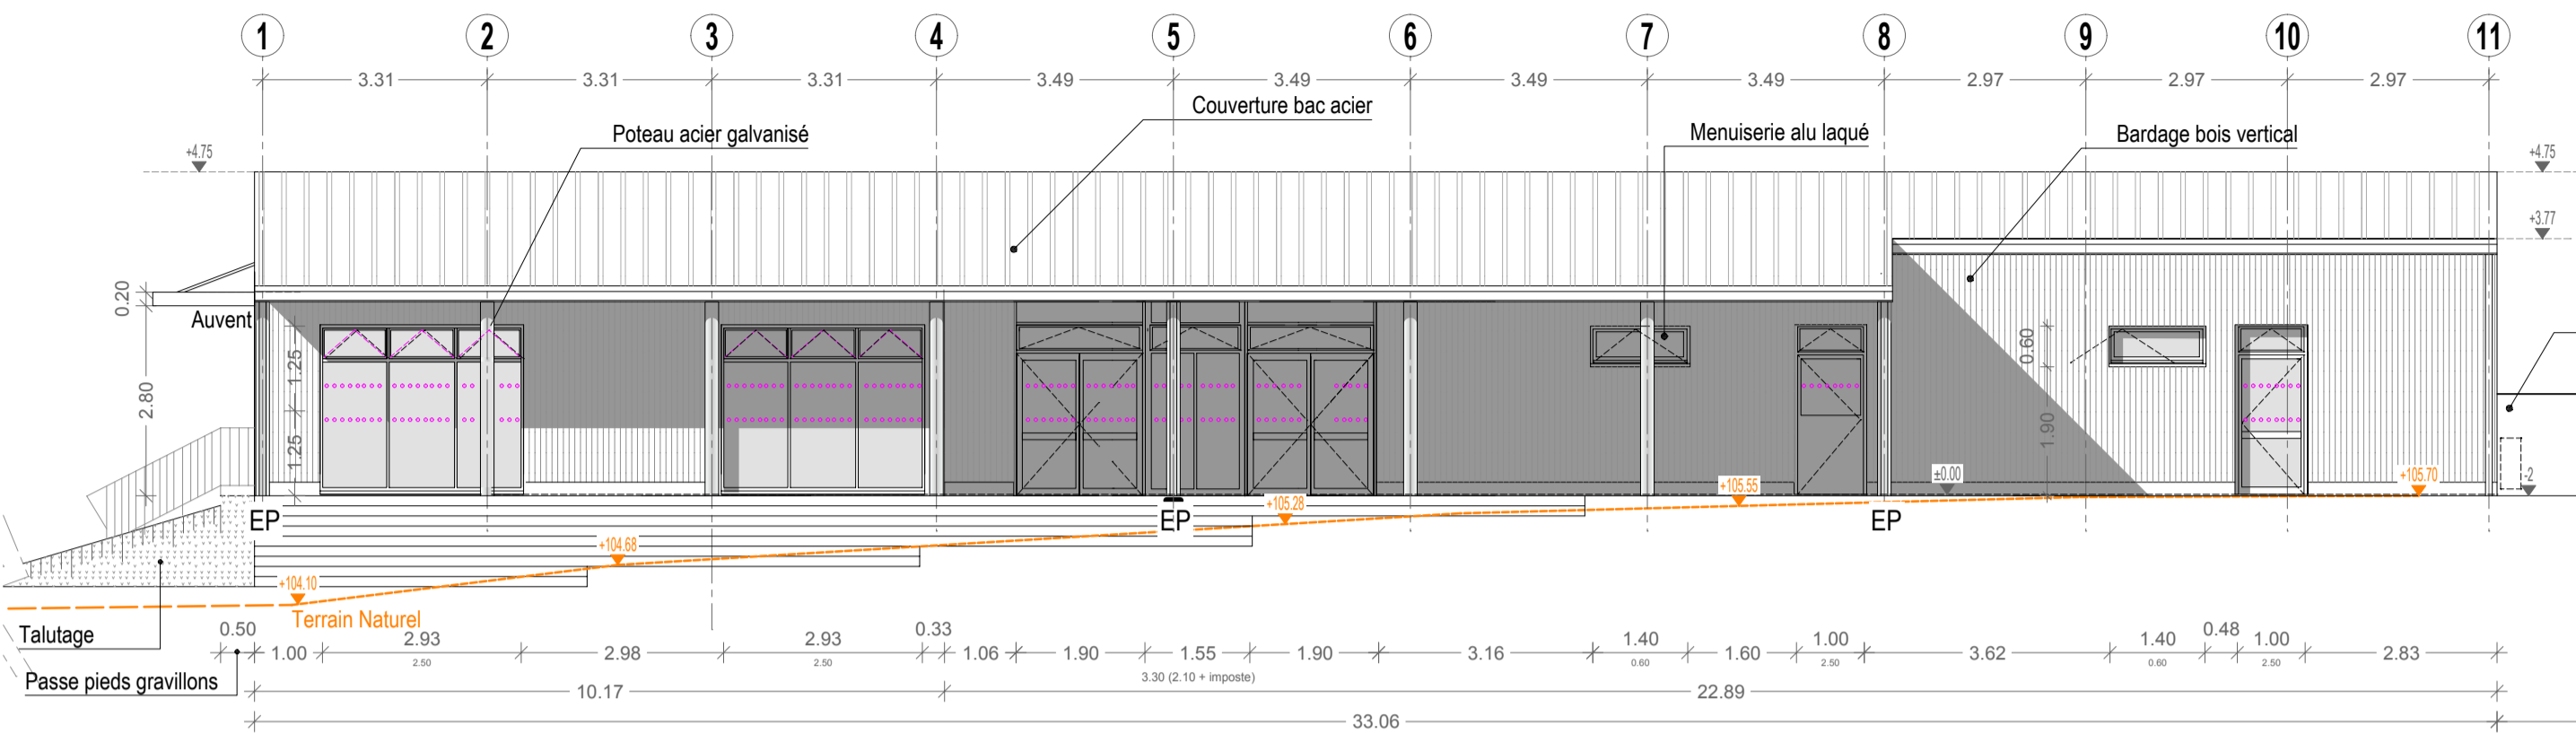 1 2 3 4 5 6 7 8 9 10 11
3.31 3.31 3.31 3.49 3.49 3.49 3.49 2.97 2.97 2.97
Couverture bac acier
Poteau acier galvanisé
Menuiserie alu laqué
Bardage bois vertical
+4.75
+4.75
+3.77
0.20
Auvent
2.80
1.25
1.25
0.60
1.90
±0.00
-2
EP
EP
EP
+105.70
+105.55
+105.28
+104.68
+104.10
Terrain Naturel
Talutage
Passe pieds gravillons
0.50 1.00 2.93 2.98 2.93 0.33 1.06 1.90 1.55 1.90 3.16 1.40 1.60 1.00 3.62 1.40 0.48 1.00 2.83
2.50 2.50 0.60 2.50 0.60 2.50
3.30 (2.10 + imposte)
10.17 22.89
33.06